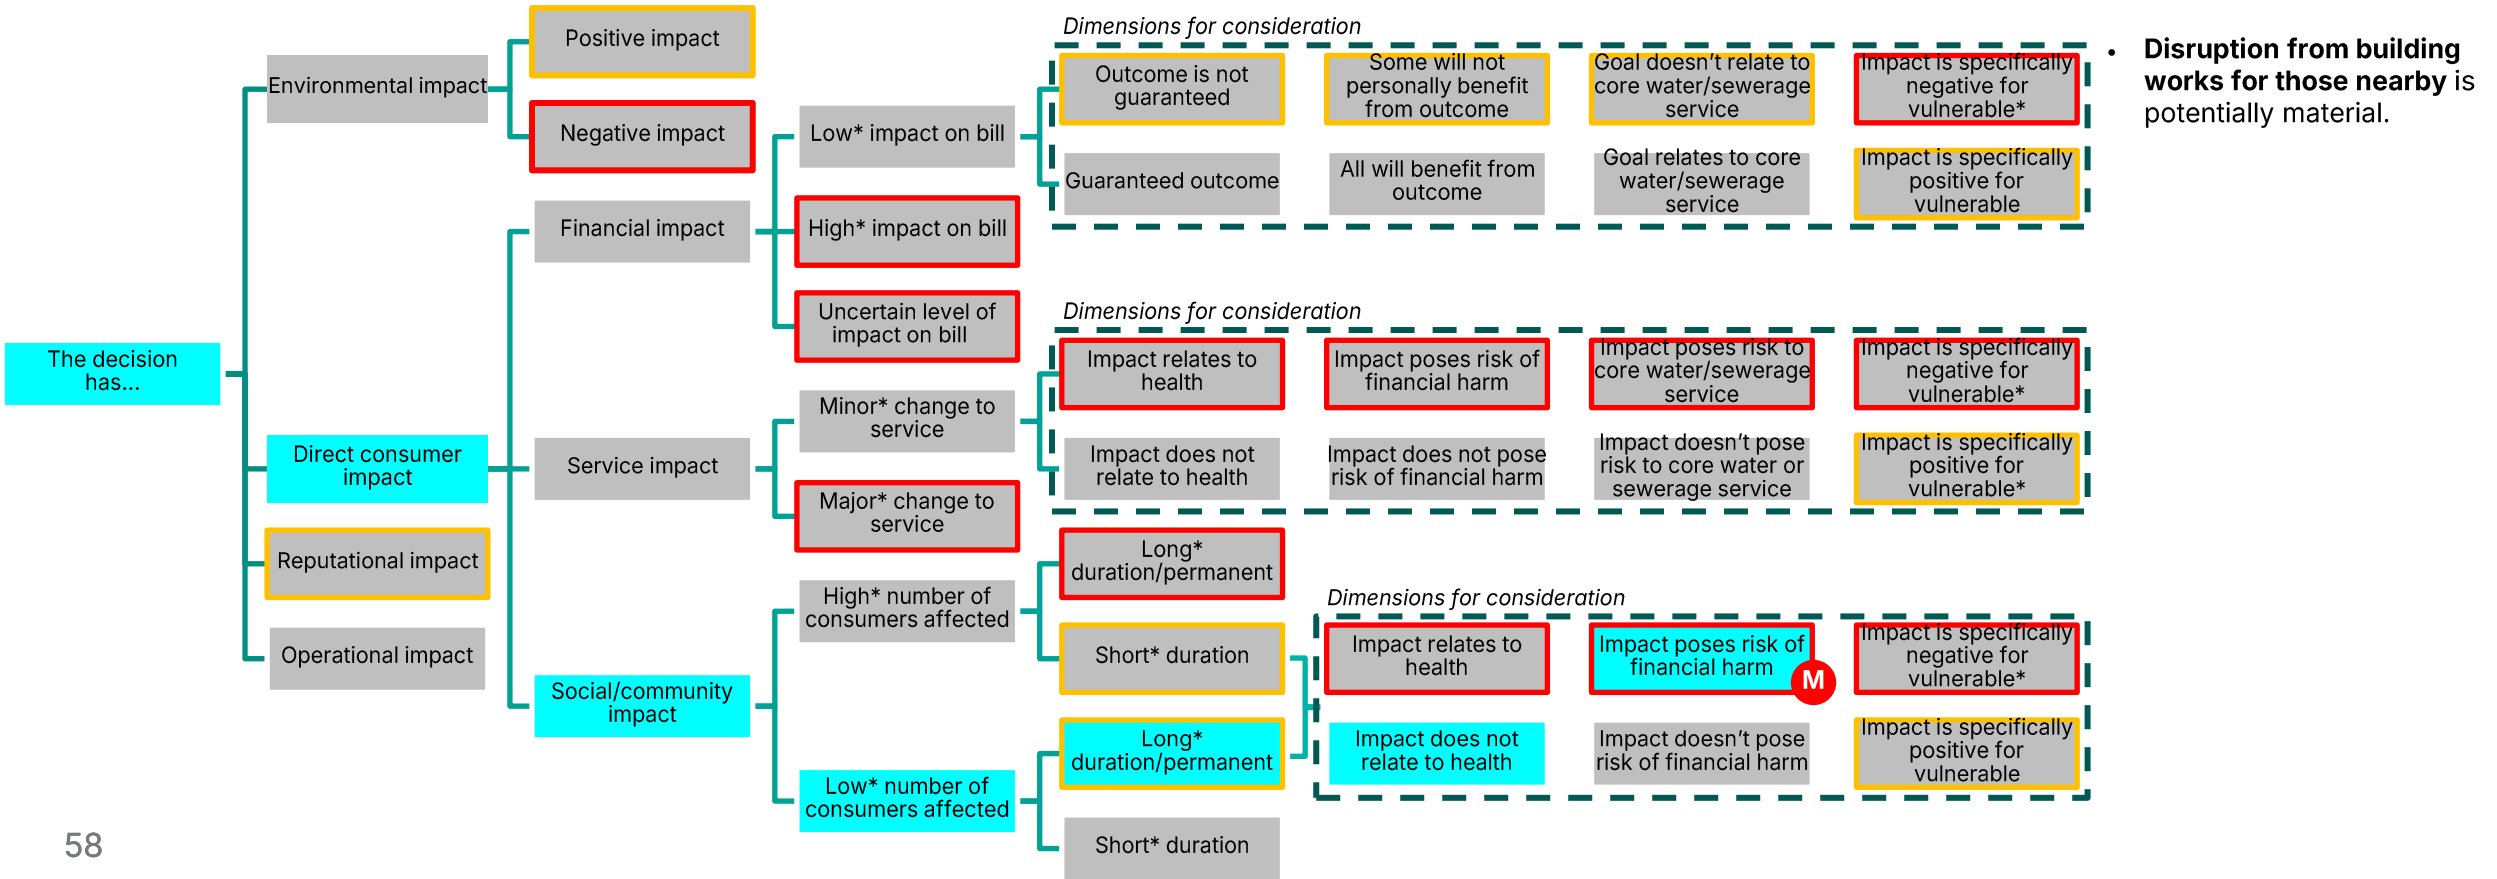 Dimensions for consideration
Positive impact
Environmental impact
Negative impact
Low* impact on bill
Financial impact
High* impact on bill
Uncertain level of
impact on bill
Outcome is not
guaranteed
Some will not
personally benefit
from outcome
Goal doesn't relate to
core water/sewerage
service
Impact is specifically
negative for
vulnerable*
Guaranteed outcome
All will benefit from
outcome
Goal relates to core
water/sewerage
service
Impact is specifically
positive for
vulnerable
• Disruption from building
works for those nearby is
potentially material.
Dimensions for consideration
The decision
has...
Direct consumer
impact
Reputational impact
Operational impact
Service impact
Minor* change to
service
Major* change to
service
Impact relates to
health
Impact poses risk of
financial harm
Impact poses risk to
core water/sewerage
service
Impact is specifically
negative for
vulnerable*
Impact does not
relate to health
Impact does not pose
risk of financial harm
Impact doesn't pose
risk to core water or
sewerage service
Impact is specifically
positive for
vulnerable*
Social/community
impact
High* number of
consumers affected
Low* number of
consumers affected
Long*
duration/permanent
Short* duration
Long*
duration/permanent
Short* duration
Dimensions for consideration
Impact relates to
health
Impact poses risk of
financial harm
M
Impact is specifically
negative for
vulnerable*
Impact does not
relate to health
Impact doesn't pose
risk of financial harm
Impact is specifically
positive for
vulnerable
58